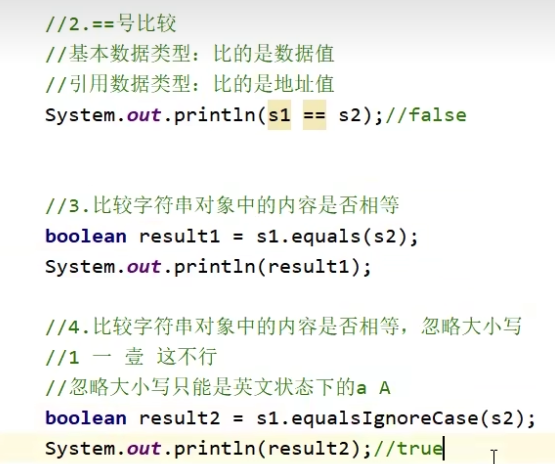 //2.==号比较
//基本数据类型：比的是数据值
//引用数据类型：比的是地址值
System.out.println(s1 == s2);//false
//3.比较字符串对象中的内容是否相等
boolean result1 = s1.equals(s2);
System.out.println(result1);
//4.比较字符串对象中的内容是否相等，忽略大小写
//1 一 壹 这不行
//忽略大小写只能是英文状态下的a A
boolean result2 = s1.equalsIgnoreCase(s2);
System.out.println(result2);//true